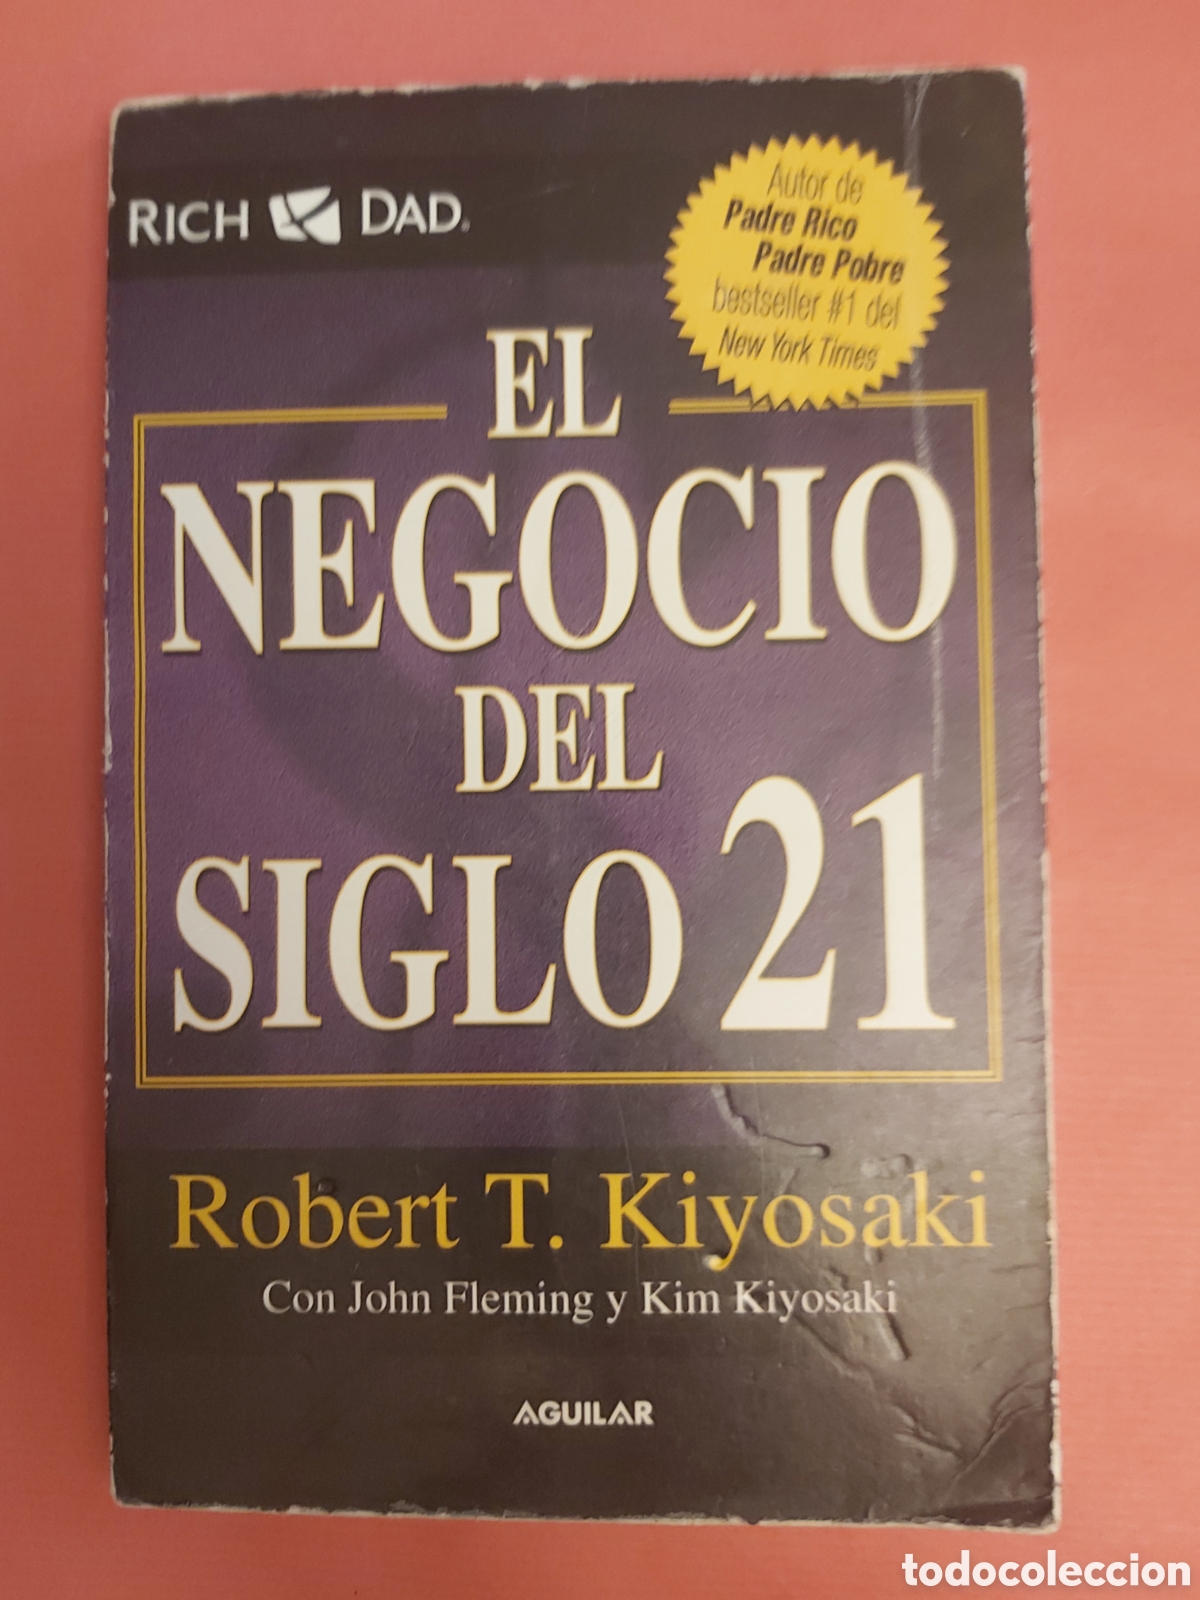 RICH DAD.
Autor de
Padre Rico
Padre Pobre
bestseller #1 del
New York Times
EL
NEGOCIO
DEL
SIGLO 21
Robert T. Kiyosaki
Con John Fleming y Kim Kiyosaki
AGUILAR
todocoleccion